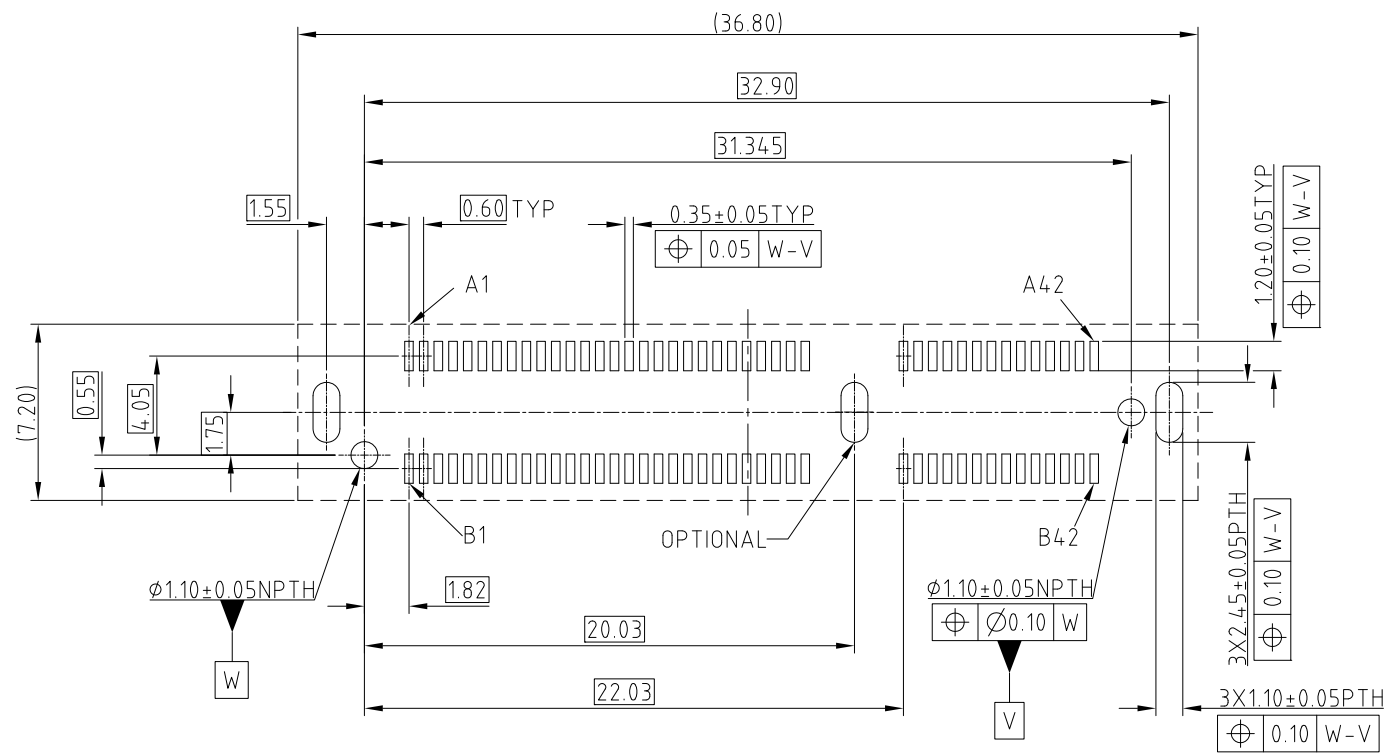 (36.80)
32.90
31.345
1.55
0.60 TYP
0.35±0.05TYP
⌖ 0.05 W-V
1.20±0.05TYP
⌖ 0.10 W-V
A1
A42
(7.20)
0.55
4.05
1.75
B1
OPTIONAL
B42
3X2.45±0.05PTH
⌖ 0.10 W-V
Ø1.10±0.05NPTH
W
1.82
Ø1.10±0.05NPTH
⌖ Ø0.10 W
V
20.03
22.03
3X1.10±0.05PTH
⌖ 0.10 W-V